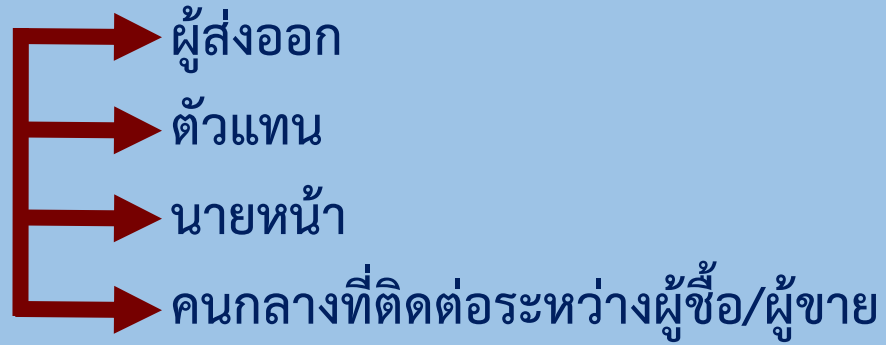 ผู้ส่งออก
ตัวแทน
นายหน้า
คนกลางที่ติดต่อระหว่างผู้ซื้อ/ผู้ขาย